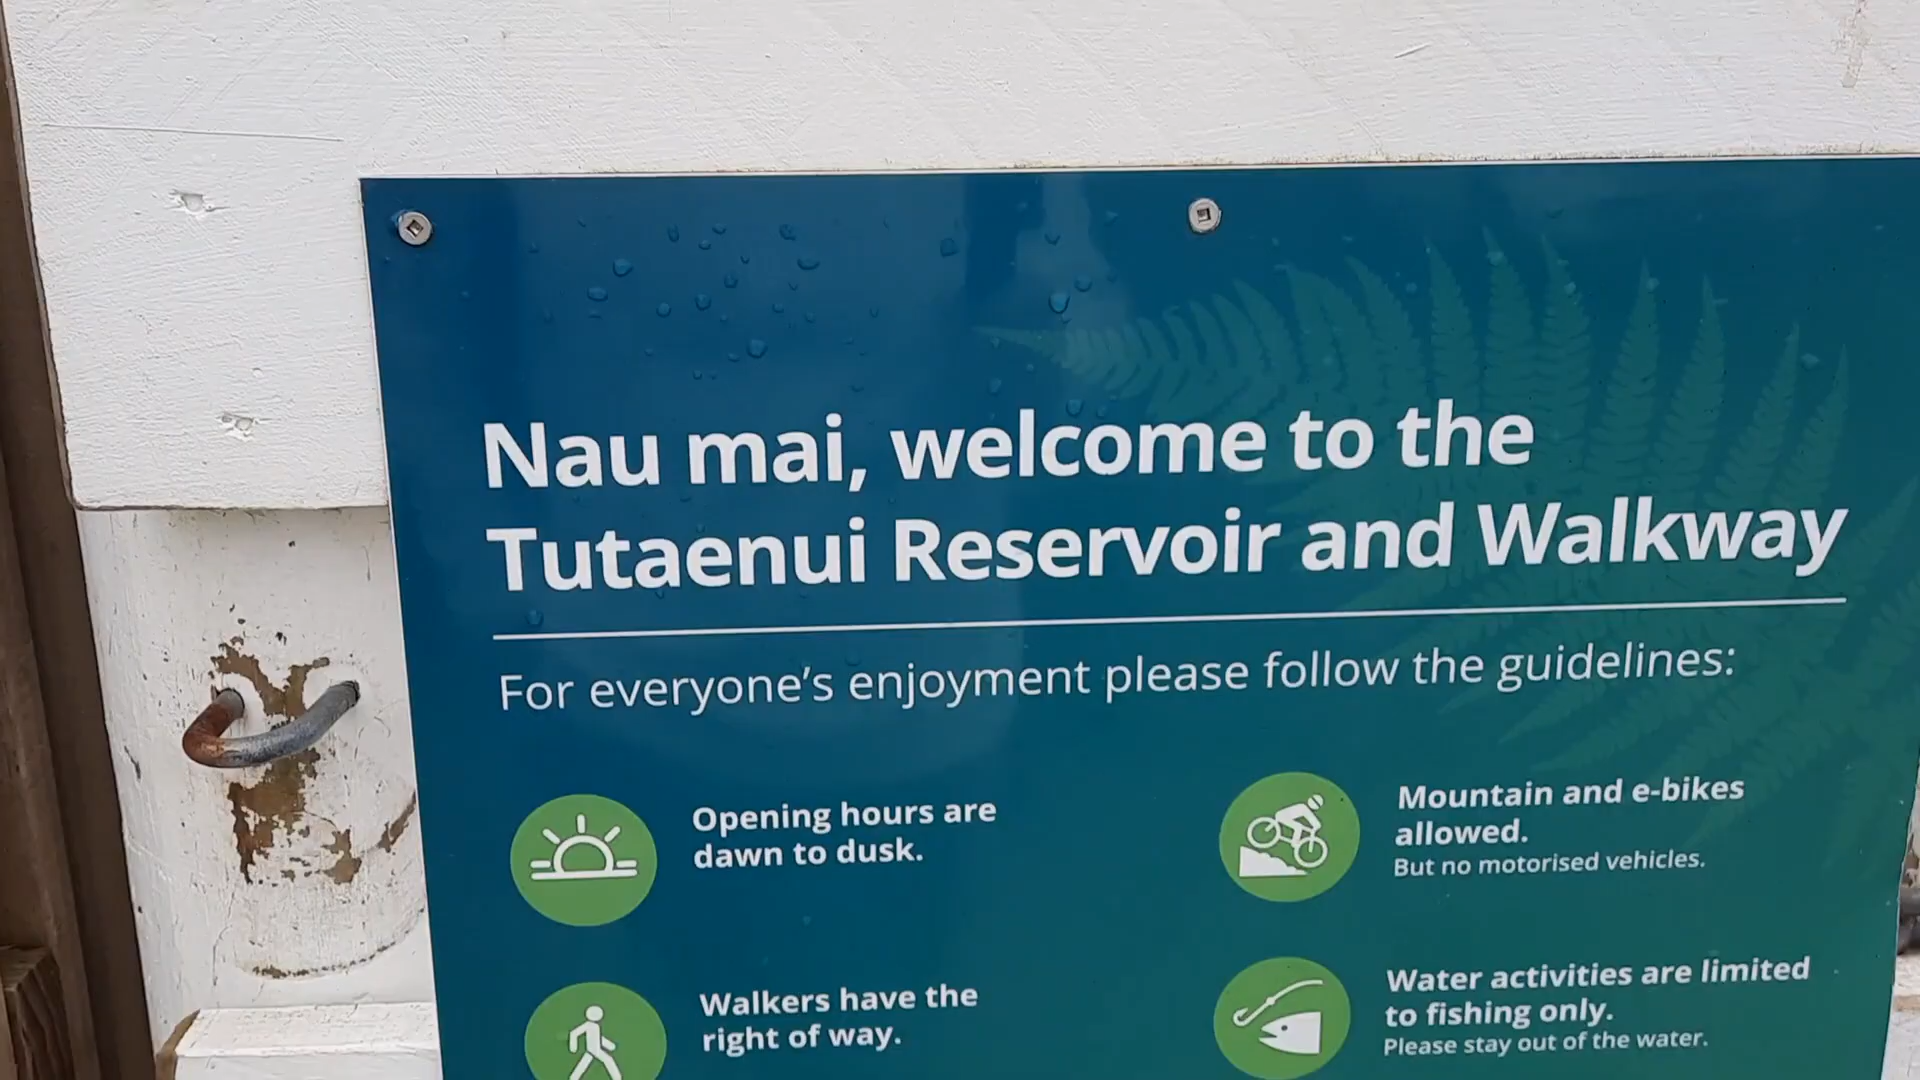 Nau mai, welcome to the
Tutaenui Reservoir and Walkway
For everyone's enjoyment please follow the guidelines:
Opening hours are
dawn to dusk.
Mountain and e-bikes
allowed.
But no motorised vehicles.
Walkers have the
right of way.
Water activities are limited
to fishing only.
Please stay out of the water.